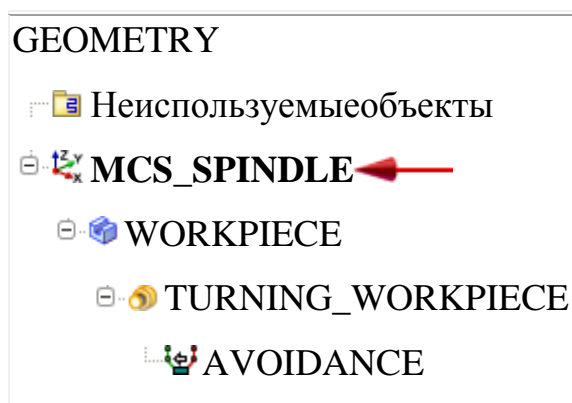 GEOMETRY
Неиспользуемыеобъекты
MCS_SPINDLE
WORKPIECE
TURNING_WORKPIECE
AVOIDANCE